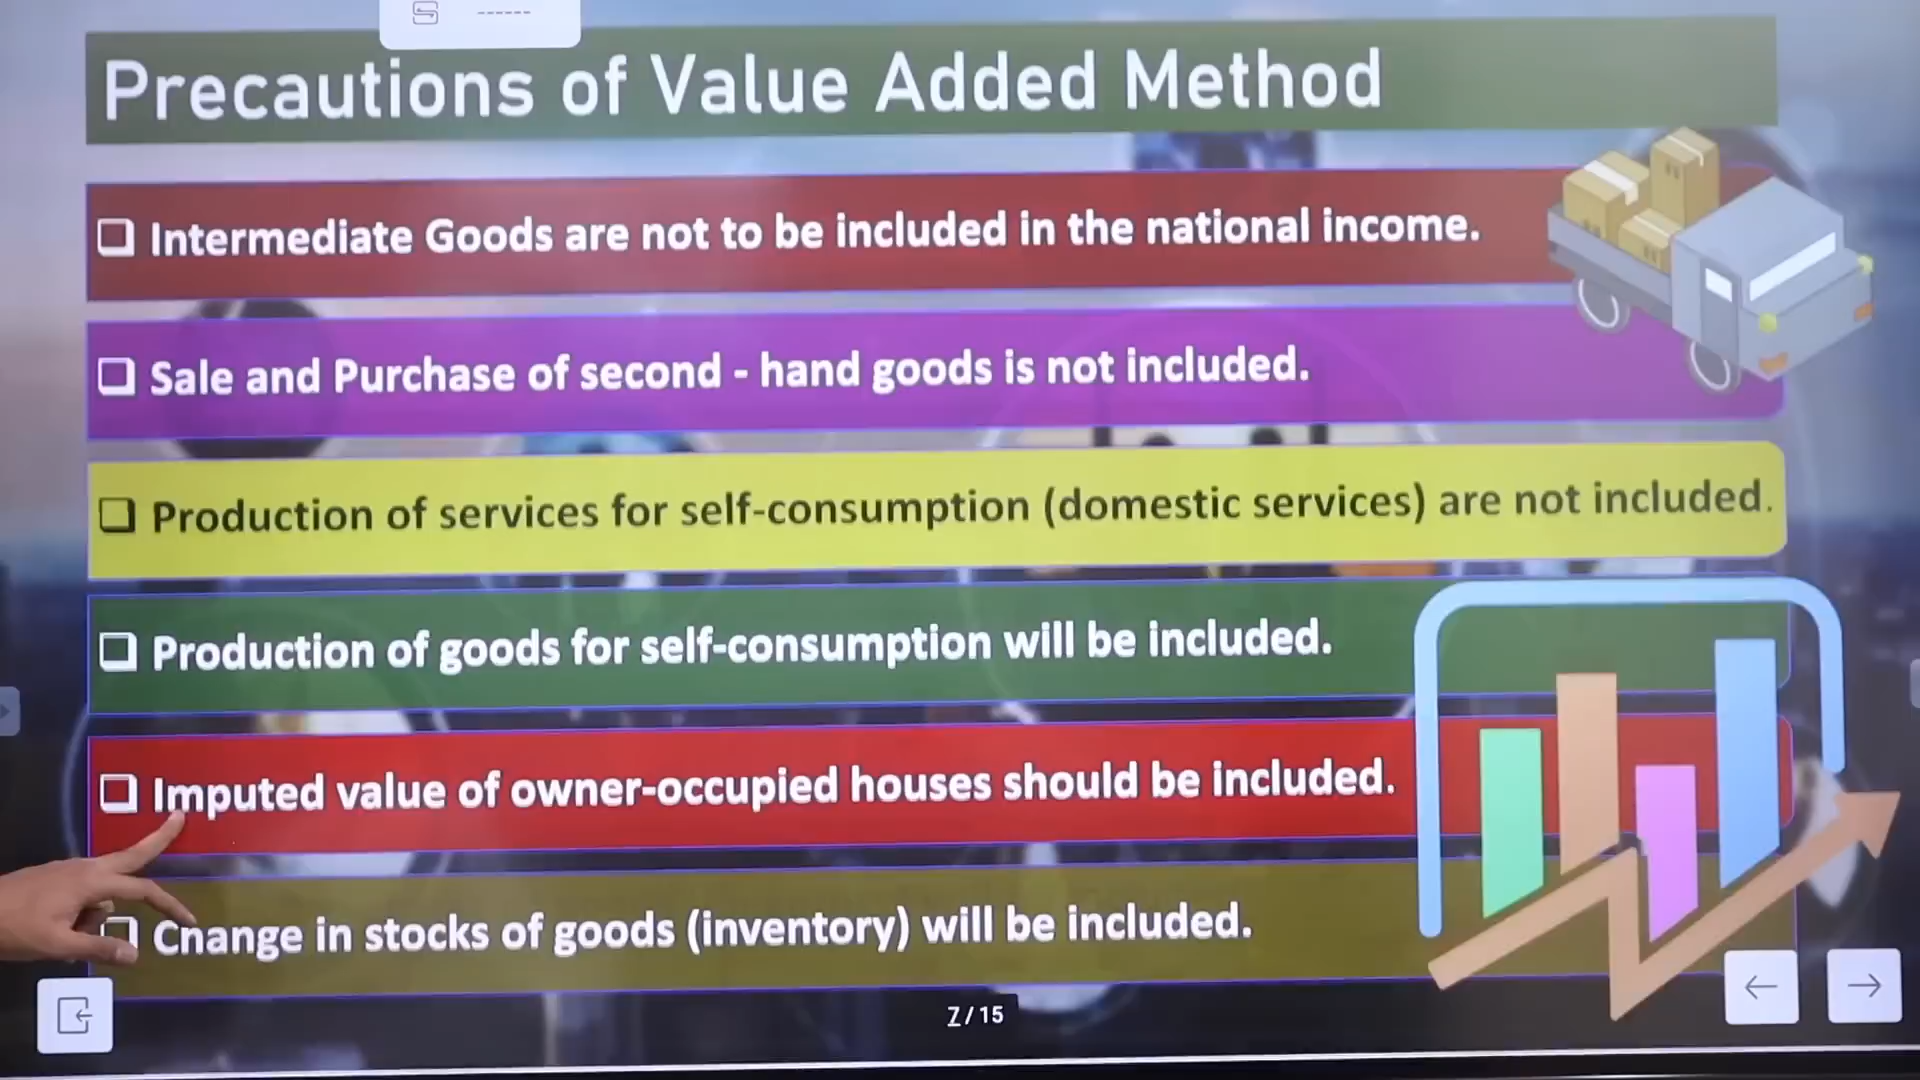 Precautions of Value Added Method
❑ Intermediate Goods are not to be included in the national income.
❑ Sale and Purchase of second - hand goods is not included.
❑ Production of services for self-consumption (domestic services) are not included.
❑ Production of goods for self-consumption will be included.
❑ Imputed value of owner-occupied houses should be included.
❑ Change in stocks of goods (inventory) will be included.
7/15